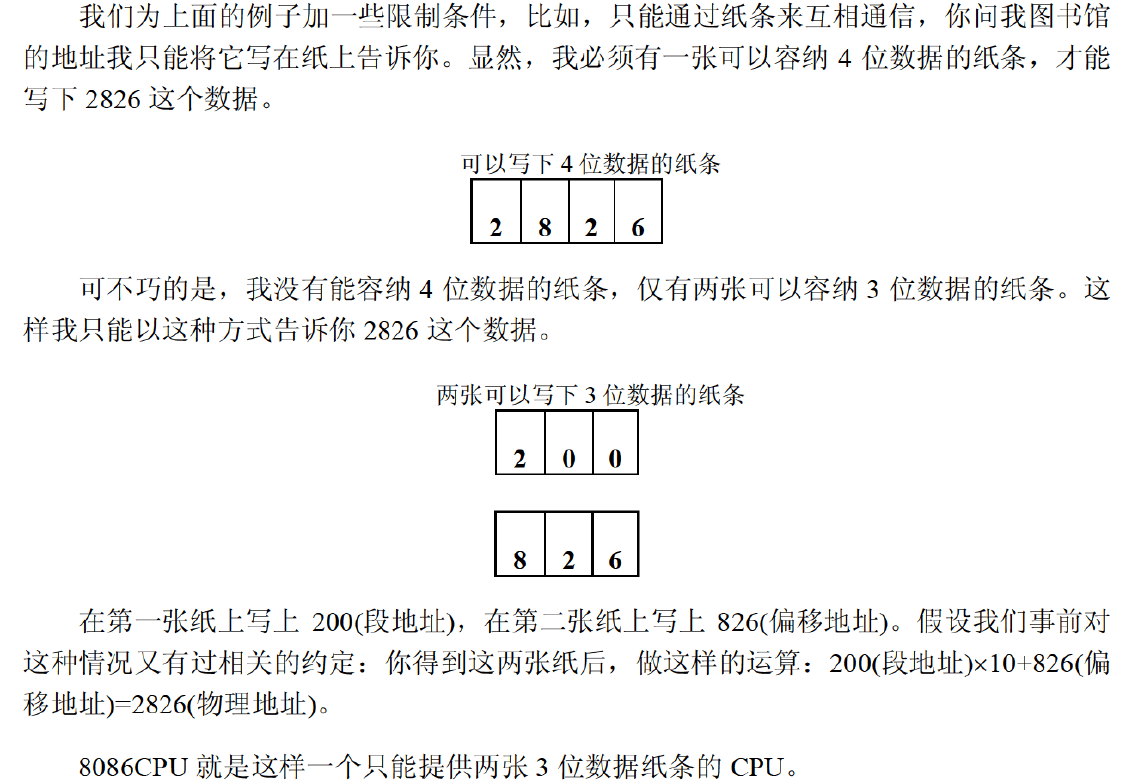 我们为上面的例子加一些限制条件，比如，只能通过纸条来互相通信，你问我图书馆
的地址我只能将它写在纸上告诉你。显然，我必须有一张可以容纳 4 位数据的纸条，才能
写下 2826 这个数据。
可以写下 4 位数据的纸条
2 8 2 6
可不巧的是，我没有能容纳 4 位数据的纸条，仅有两张可以容纳 3 位数据的纸条。这
样我只能以这种方式告诉你 2826 这个数据。
两张可以写下 3 位数据的纸条
2 0 0
8 2 6
在第一张纸上写上 200(段地址)，在第二张纸上写上 826(偏移地址)。假设我们事前对
这种情况又有过相关的约定：你得到这两张纸后，做这样的运算：200(段地址)×10+826(偏
移地址)=2826(物理地址)。
8086CPU 就是这样一个只能提供两张 3 位数据纸条的 CPU。